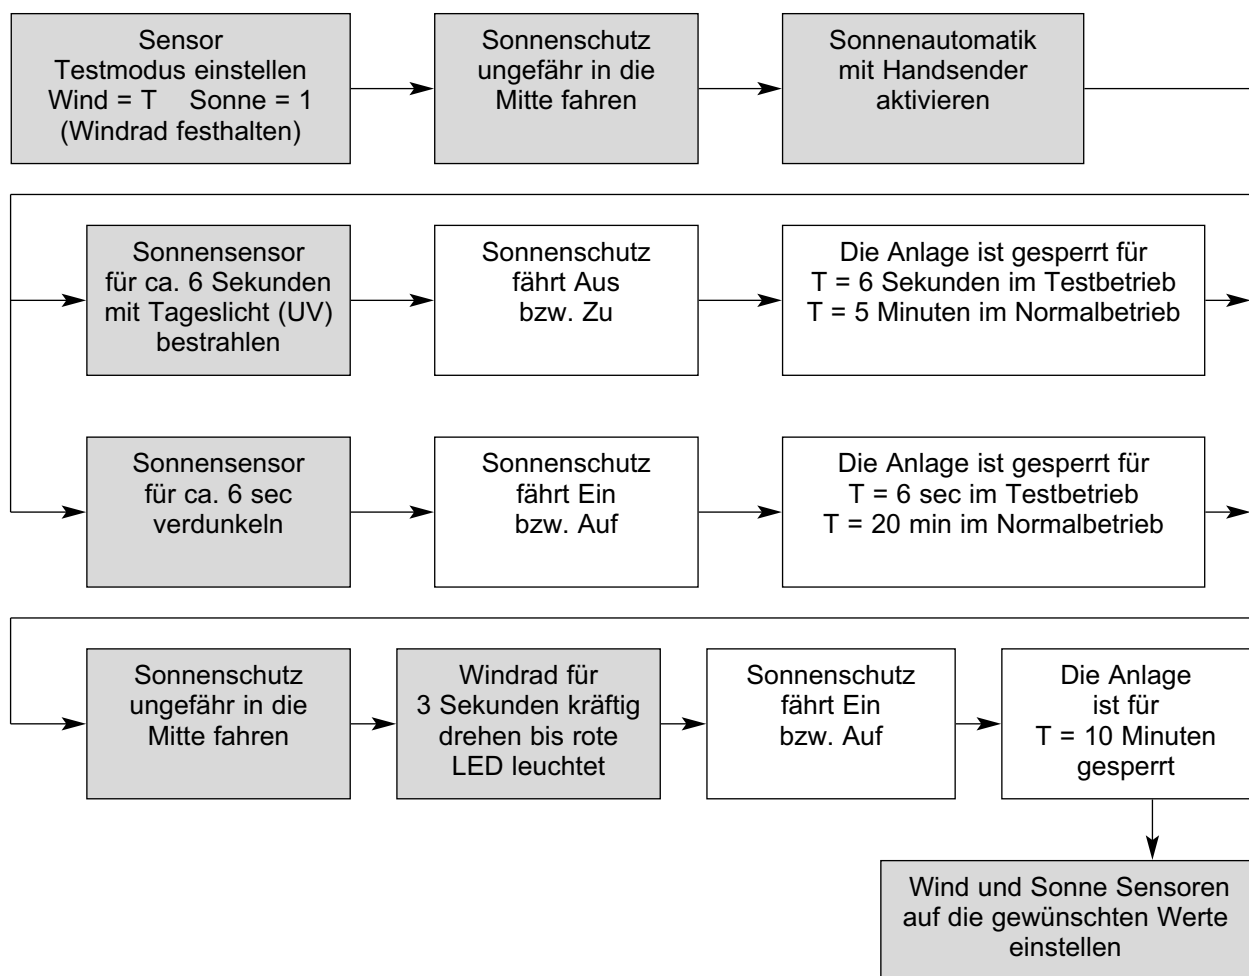 Sensor
Testmodus einstellen
Wind = T Sonne = 1
(Windrad festhalten)
Sonnenschutz
ungefähr in die
Mitte fahren
Sonnenautomatik
mit Handsender
aktivieren
Sonnensensor
für ca. 6 Sekunden
mit Tageslicht (UV)
bestrahlen
Sonnenschutz
fährt Aus
bzw. Zu
Die Anlage ist gesperrt für
T = 6 Sekunden im Testbetrieb
T = 5 Minuten im Normalbetrieb
Sonnensensor
für ca. 6 sec
verdunkeln
Sonnenschutz
fährt Ein
bzw. Auf
Die Anlage ist gesperrt für
T = 6 sec im Testbetrieb
T = 20 min im Normalbetrieb
Sonnenschutz
ungefähr in die
Mitte fahren
Windrad für
3 Sekunden kräftig
drehen bis rote
LED leuchtet
Sonnenschutz
fährt Ein
bzw. Auf
Die Anlage
ist für
T = 10 Minuten
gesperrt
Wind und Sonne Sensoren
auf die gewünschten Werte
einstellen